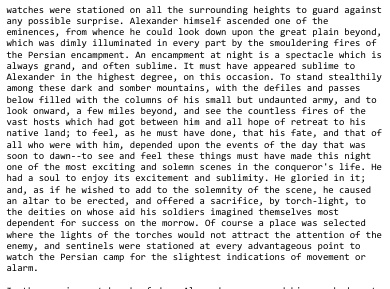 watches were stationed on all the surrounding heights to guard against
any possible surprise. Alexander himself ascended one of the
eminences, from whence he could look down upon the great plain beyond,
which was dimly illuminated in every part by the smouldering fires of
the Persian encampment. An encampment at night is a spectacle which is
always grand, and often sublime. It must have appeared sublime to
Alexander in the highest degree, on this occasion. To stand stealthily
among these dark and somber mountains, with the defiles and passes
below filled with the columns of his small but undaunted army, and to
look onward, a few miles beyond, and see the countless fires of the
vast hosts which had got between him and all hope of retreat to his
native land; to feel, as he must have done, that his fate, and that of
all who were with him, depended upon the events of the day that was
soon to dawn--to see and feel these things must have made this night
one of the most exciting and solemn scenes in the conqueror's life. He
had a soul to enjoy its excitement and sublimity. He gloried in it;
and, as if he wished to add to the solemnity of the scene, he caused
an altar to be erected, and offered a sacrifice, by torch-light, to
the deities on whose aid his soldiers imagined themselves most
dependent for success on the morrow. Of course a place was selected
where the lights of the torches would not attract the attention of the
enemy, and sentinels were stationed at every advantageous point to
watch the Persian camp for the slightest indications of movement or
alarm.